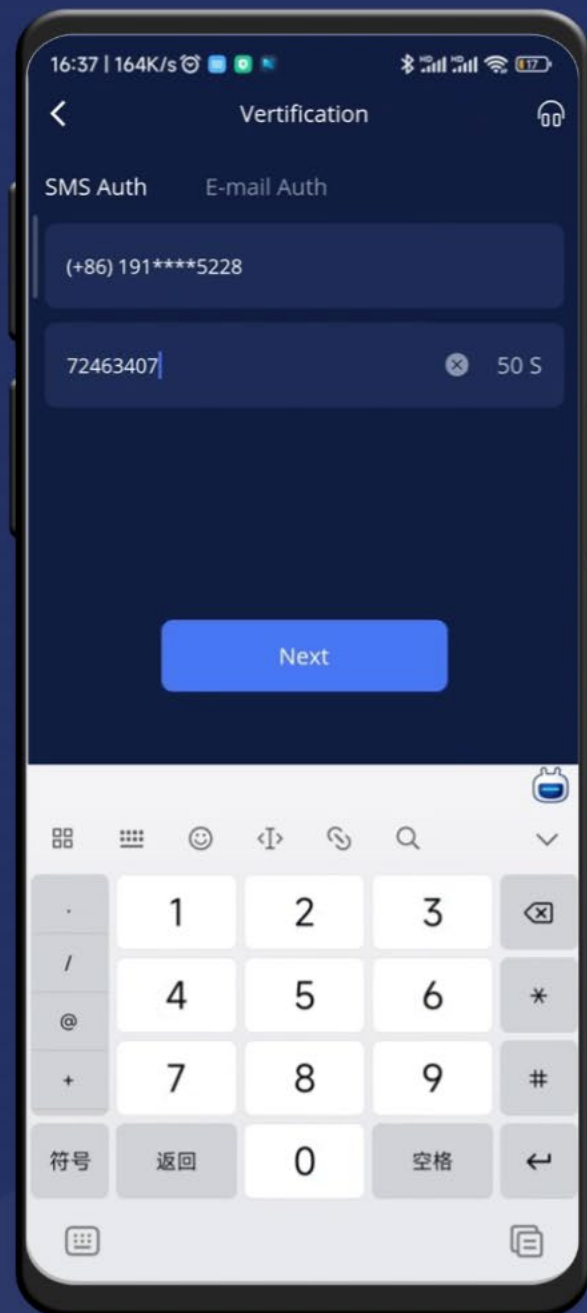 16:37 | 164K/s
17
Vertification
SMS Auth E-mail Auth
(+86) 191****5228
72463407 50 S
Next
. 1 2 3
/
4 5 6 *
@
+ 7 8 9 #
符号 返回 0 空格